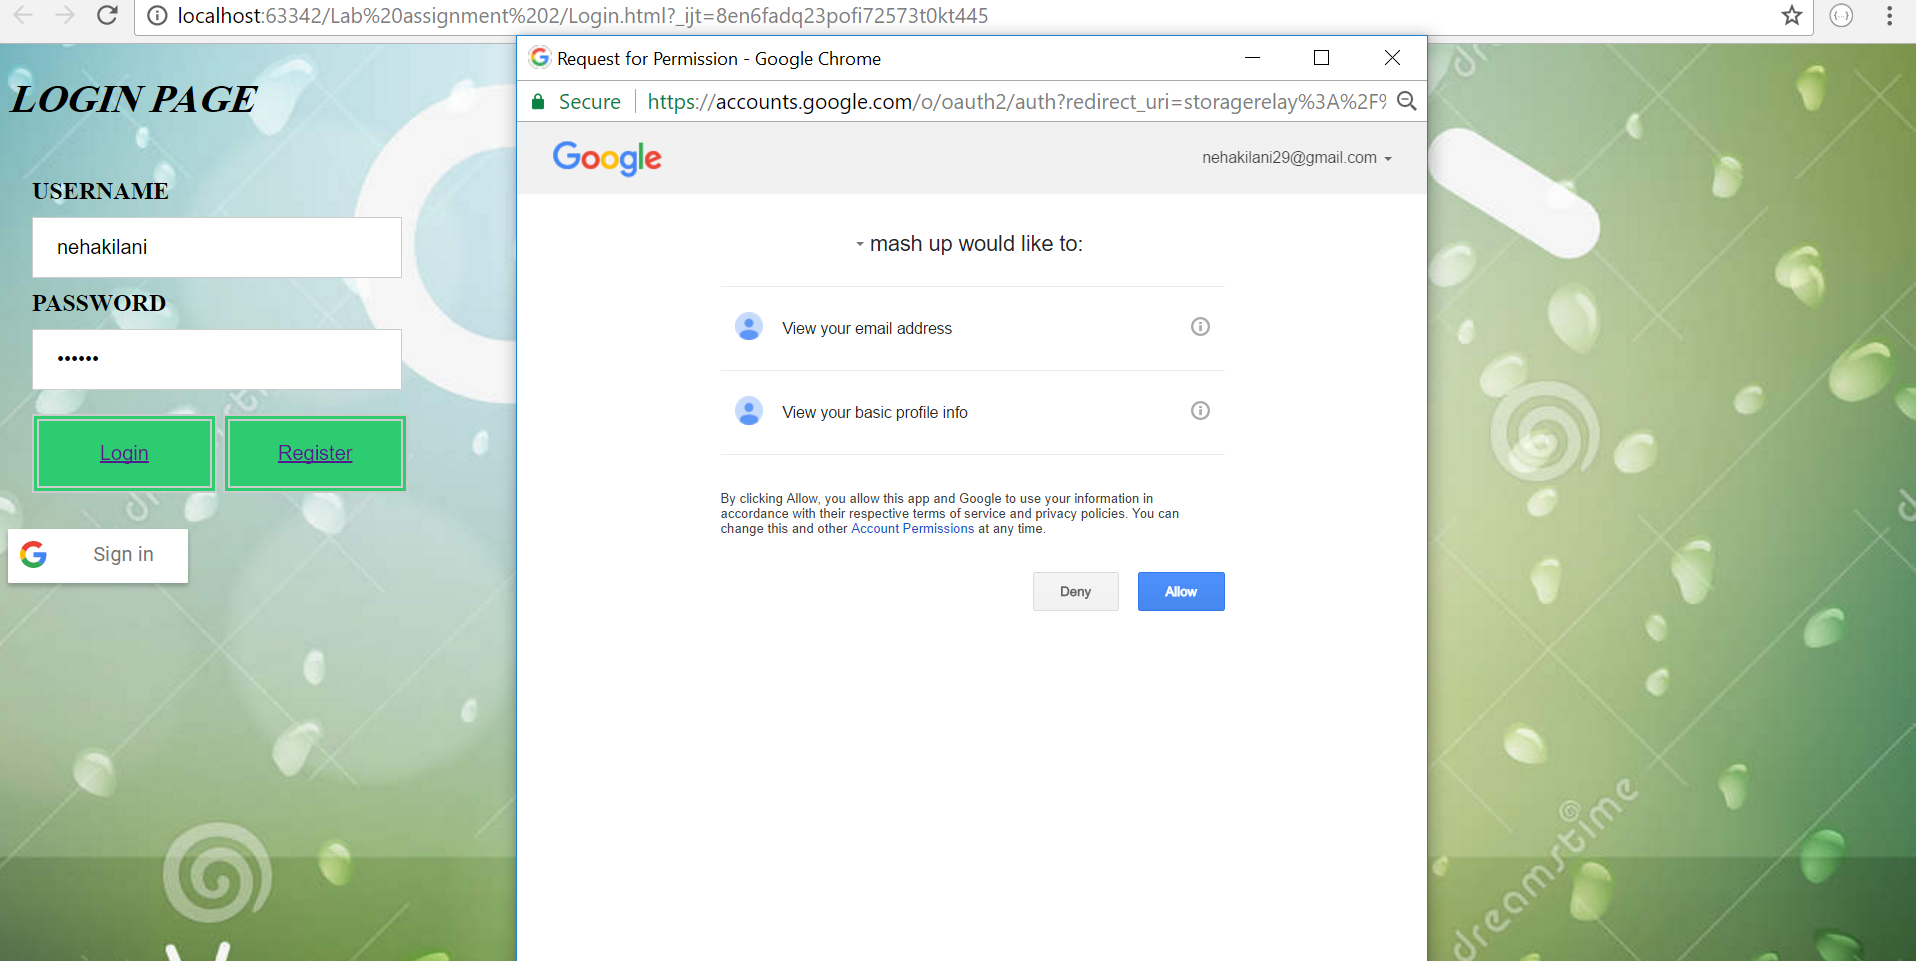 localhost:63342/Lab%20assignment%202/Login.html?_ijt=8en6fadq23pofi72573t0kt445
LOGIN PAGE
USERNAME
nehakilani
PASSWORD
••••••
Login
Register
Sign in
Request for Permission - Google Chrome
Secure
https://accounts.google.com/o/oauth2/auth?redirect_uri=storagerelay%3A%2F%
Google
nehakilani29@gmail.com
mash up would like to:
View your email address
View your basic profile info
By clicking Allow, you allow this app and Google to use your information in
accordance with their respective terms of service and privacy policies. You can
change this and other Account Permissions at any time.
Deny
Allow
dreamstime